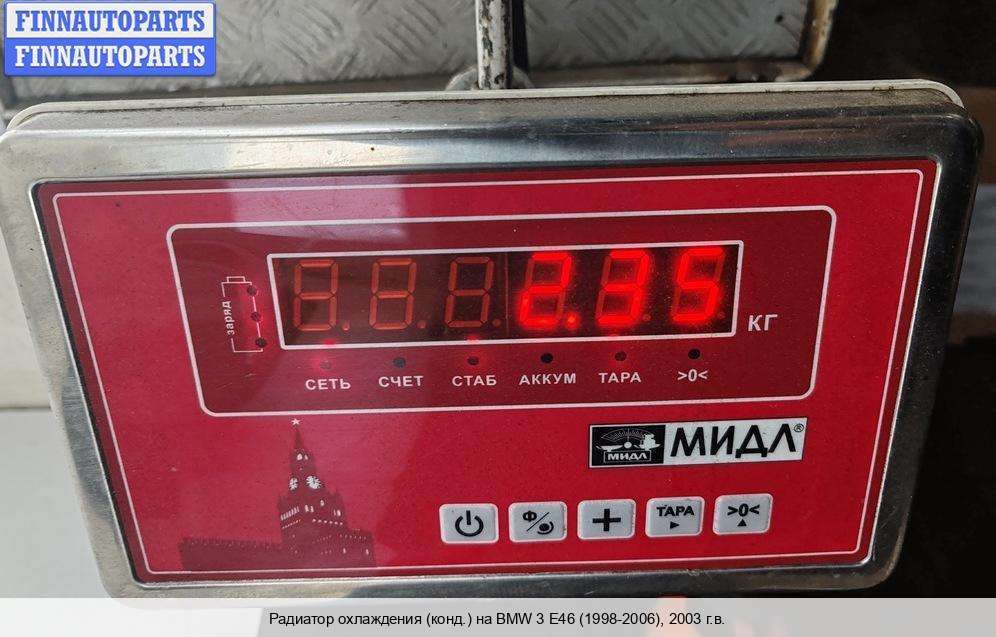 FINNAUTOPARTS
FINNAUTOPARTS
2.35
КГ
заряд
СЕТЬ СЧЕТ СТАБ АККУМ ТАРА >0<
МИДЛ МИДЛ®
Ф ТАРА >0<
Радиатор охлаждения (конд.) на BMW 3 E46 (1998-2006), 2003 г.в.